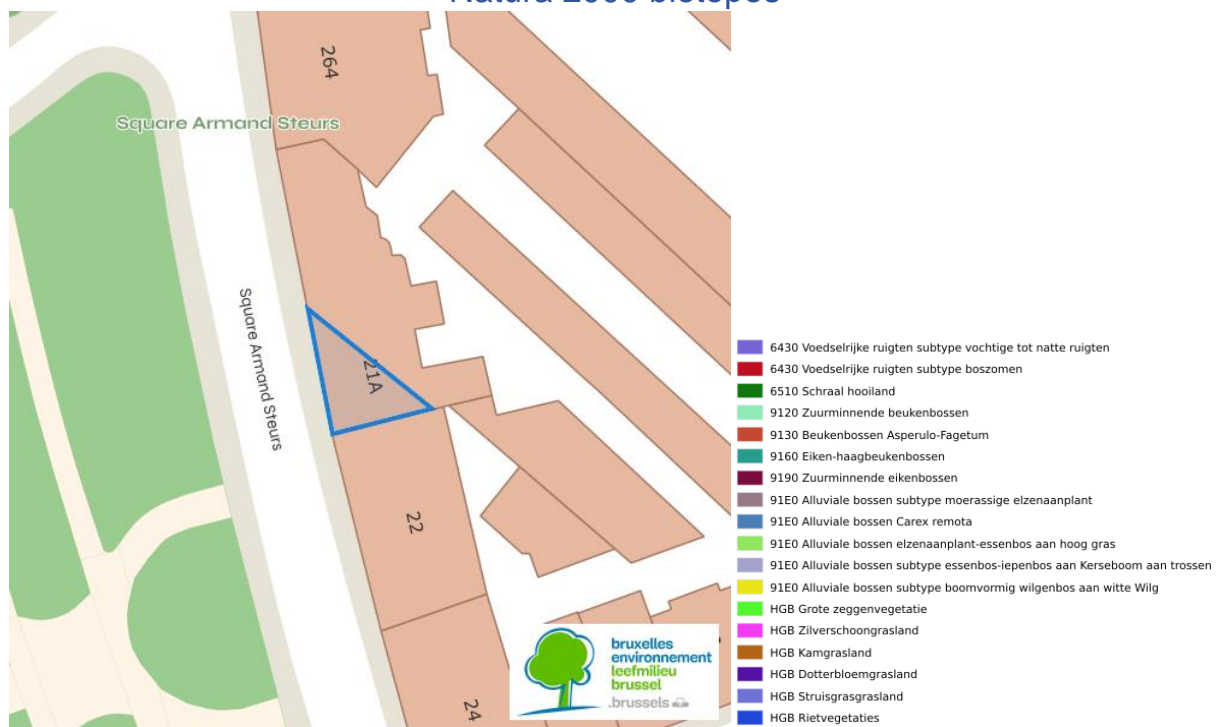 Natura 2000 biotopes
264
Square Armand Steurs
Square Armand Steurs
21A
22
24
bruxelles
environnement
leefmilieu
brussel
.brussels
6430 Voedselrijke ruigten subtype vochtige tot natte ruigten
6430 Voedselrijke ruigten subtype boszomen
6510 Schraal hooiland
9120 Zuurminnende beukenbossen
9130 Beukenbossen Asperulo-Fagetum
9160 Eiken-haagbeukenbossen
9190 Zuurminnende eikenbossen
91E0 Alluviale bossen subtype moerassige elzenaanplant
91E0 Alluviale bossen Carex remota
91E0 Alluviale bossen elzenaanplant-essenbos aan hoog gras
91E0 Alluviale bossen subtype essenbos-iepenbos aan Kerseboom aan trossen
91E0 Alluviale bossen subtype boomvormig wilgenbos aan witte Wilg
HGB Grote zeggenvegetatie
HGB Zilverschoongrasland
HGB Kamgrasland
HGB Dotterbloemgrasland
HGB Struisgrasgrasland
HGB Rietvegetaties